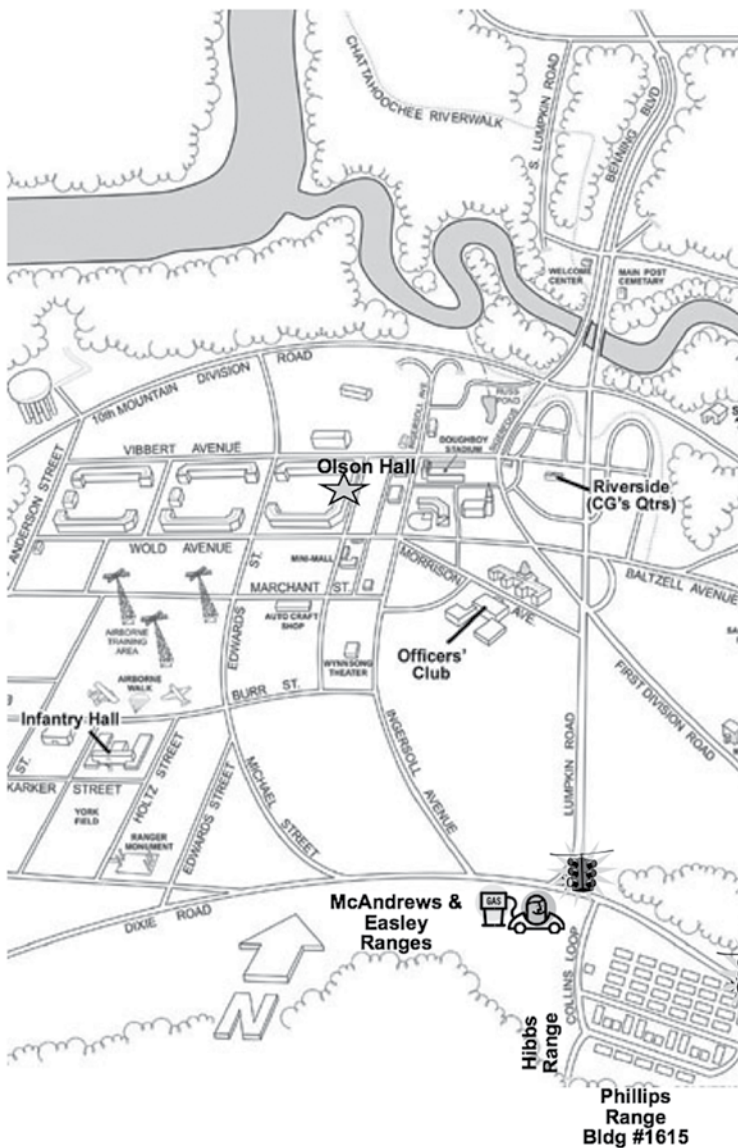 CHATTAHOOCHEE RIVERWALK
S. LUMPKIN ROAD
BENNING BLVD
WELCOME
CENTER
MAIN POST
CEMETARY
10th MOUNTAIN DIVISION ROAD
INGERSOLL AVE
RUSS
POND
VIBBERT AVENUE
DOUGHBOY
STADIUM
Olson Hall
Riverside
(CG's Qtrs)
ANDERSON STREET
WOLD AVENUE
MINI-MALL
MORRISON AVE.
BALTZELL AVENUE
MARCHANT ST.
EDWARDS ST.
AUTO CRAFT
SHOP
AIRBORNE
TRAINING
AREA
WYNNSONG
THEATER
Officers'
Club
AIRBORNE
WALK
BURR ST.
FIRST DIVISION ROAD
Infantry Hall
ST.
INGERSOLL AVENUE
LUMPKIN ROAD
KARKER STREET
HOLTZ STREET
MICHAEL STREET
YORK
FIELD
EDWARDS STREET
RANGER
MONUMENT
DIXIE ROAD
McAndrews &
Easley
Ranges
GAS
COLLINS LOOP
N
Hibbs
Range
Phillips
Range
Bldg #1615